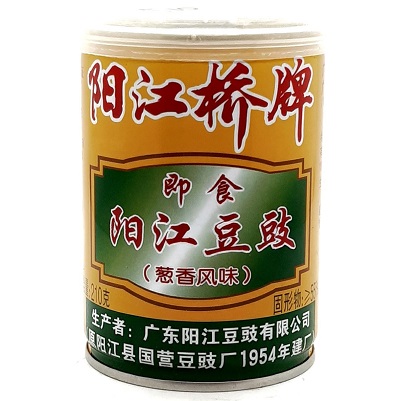 阳江桥牌
即食
阳江豆豉
(葱香风味)
210克
固形物:≥55
生产者:广东阳江豆豉有限公司
原阳江县国营豆豉厂1954年建厂